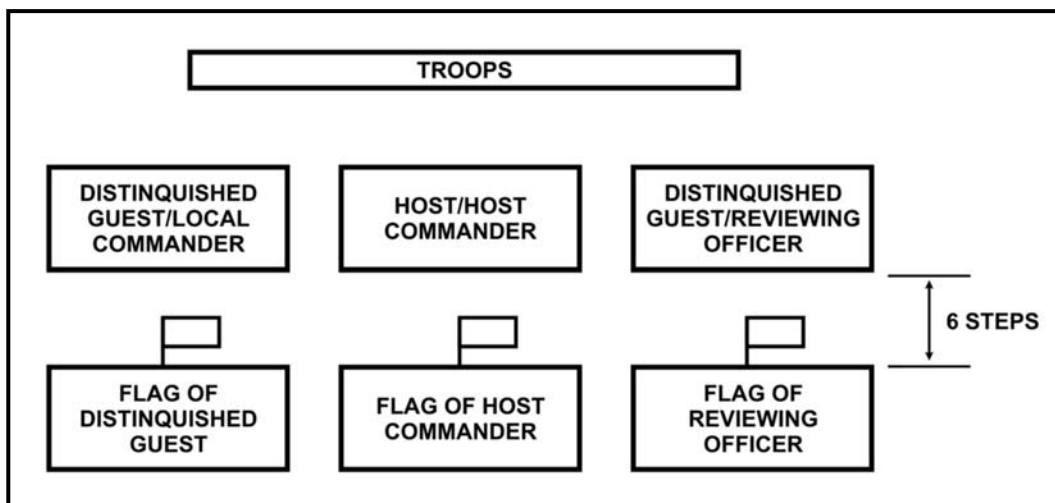 TROOPS
DISTINQUISHED
GUEST/LOCAL
COMMANDER
HOST/HOST
COMMANDER
DISTINQUISHED
GUEST/REVIEWING
OFFICER
6 STEPS
FLAG OF
DISTINQUISHED
GUEST
FLAG OF HOST
COMMANDER
FLAG OF
REVIEWING
OFFICER